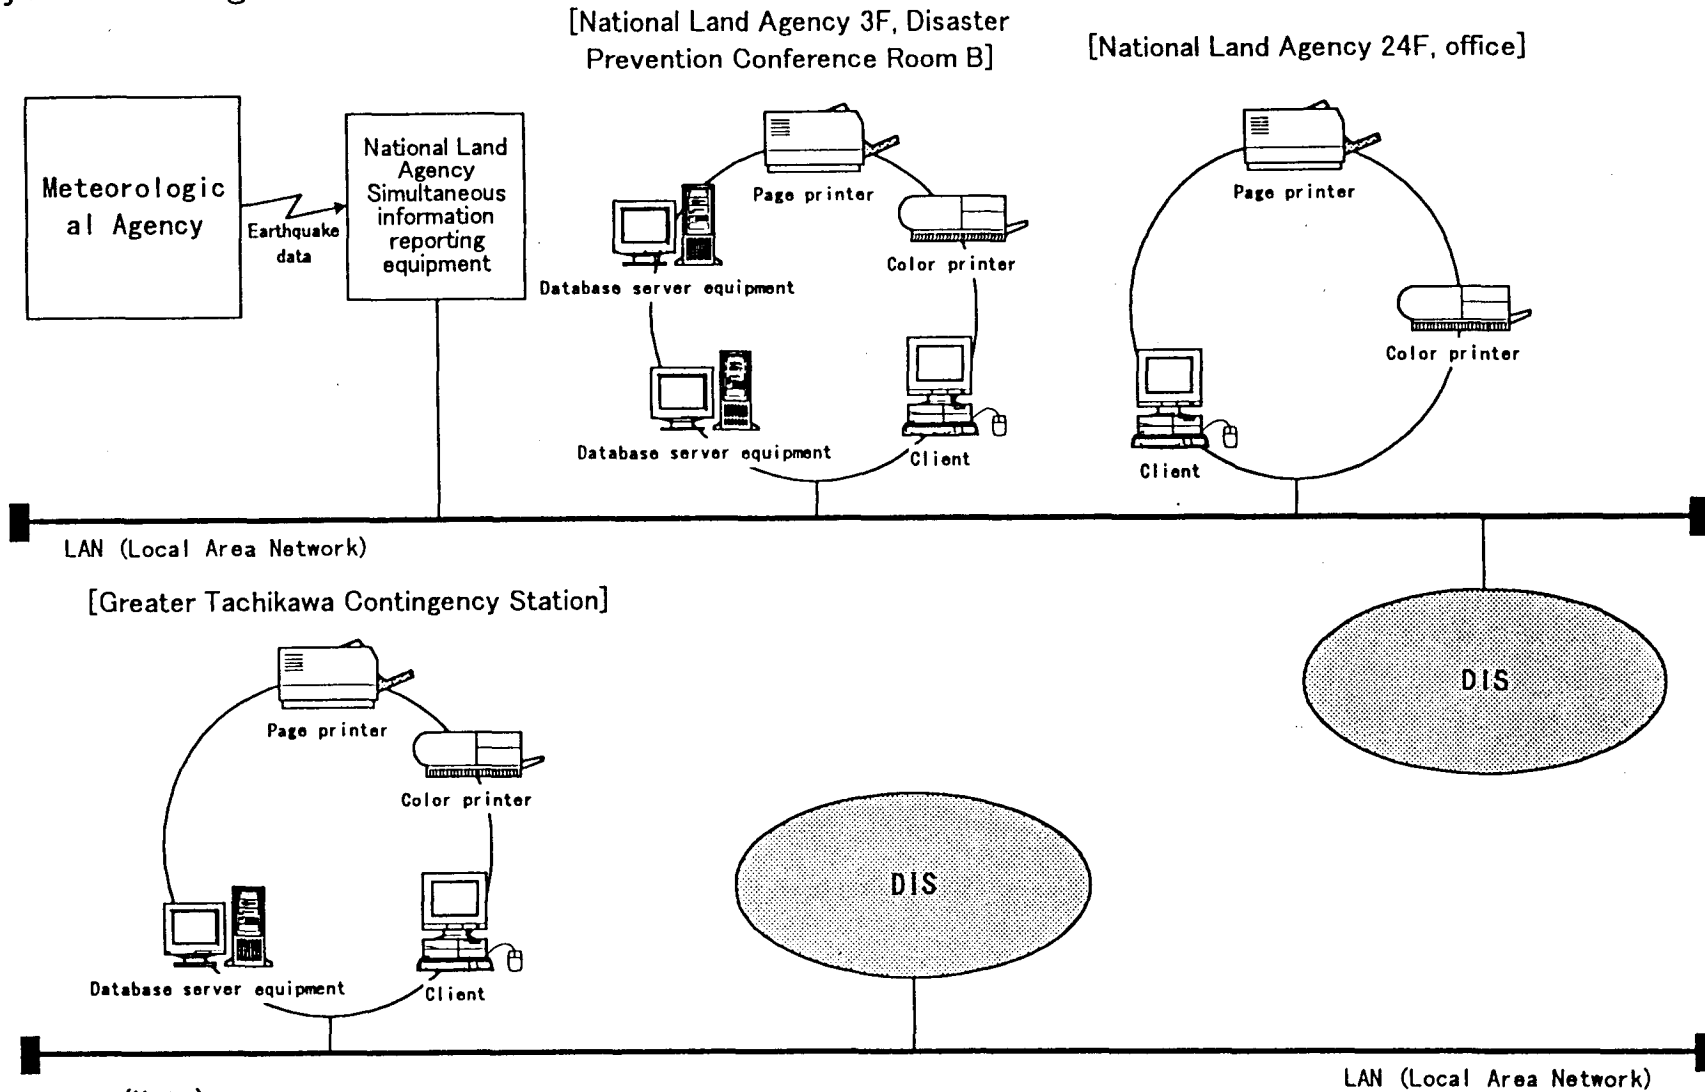 [National Land Agency 3F, Disaster
Prevention Conference Room B]
[National Land Agency 24F, office]
Meteorologic
al Agency
Earthquake
data
National Land
Agency
Simultaneous
information
reporting
equipment
Page printer
Color printer
Database server equipment
Database server equipment
Client
Page printer
Color printer
Client
LAN (Local Area Network)
[Greater Tachikawa Contingency Station]
Page printer
Color printer
Database server equipment
Client
DIS
DIS
LAN (Local Area Network)